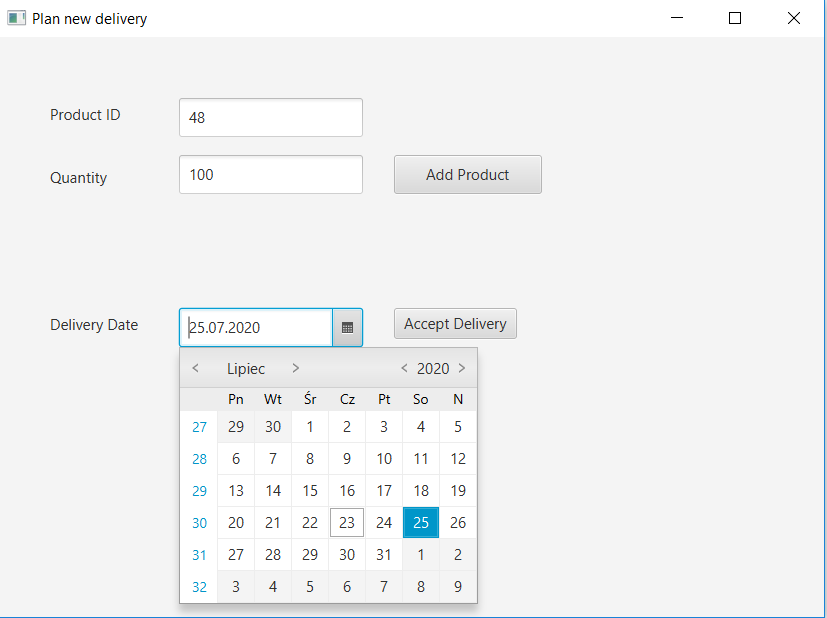 Plan new delivery
Product ID 48
Quantity 100 Add Product
Delivery Date 25.07.2020 Accept Delivery
< Lipiec > < 2020 >
Pn Wt Śr Cz Pt So N
27 29 30 1 2 3 4 5
28 6 7 8 9 10 11 12
29 13 14 15 16 17 18 19
30 20 21 22 23 24 25 26
31 27 28 29 30 31 1 2
32 3 4 5 6 7 8 9